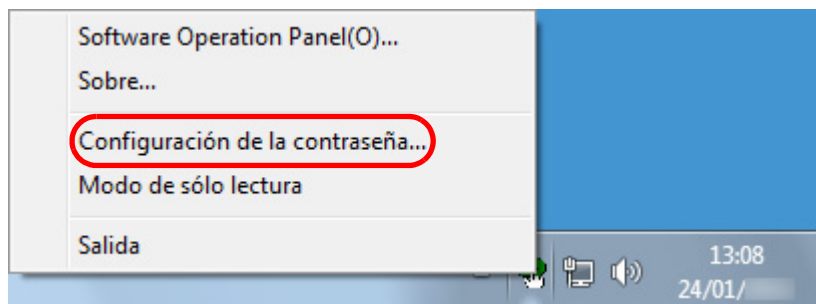 Software Operation Panel(O)...
Sobre...
Configuración de la contraseña...
Modo de sólo lectura
Salida
13:08
24/01/